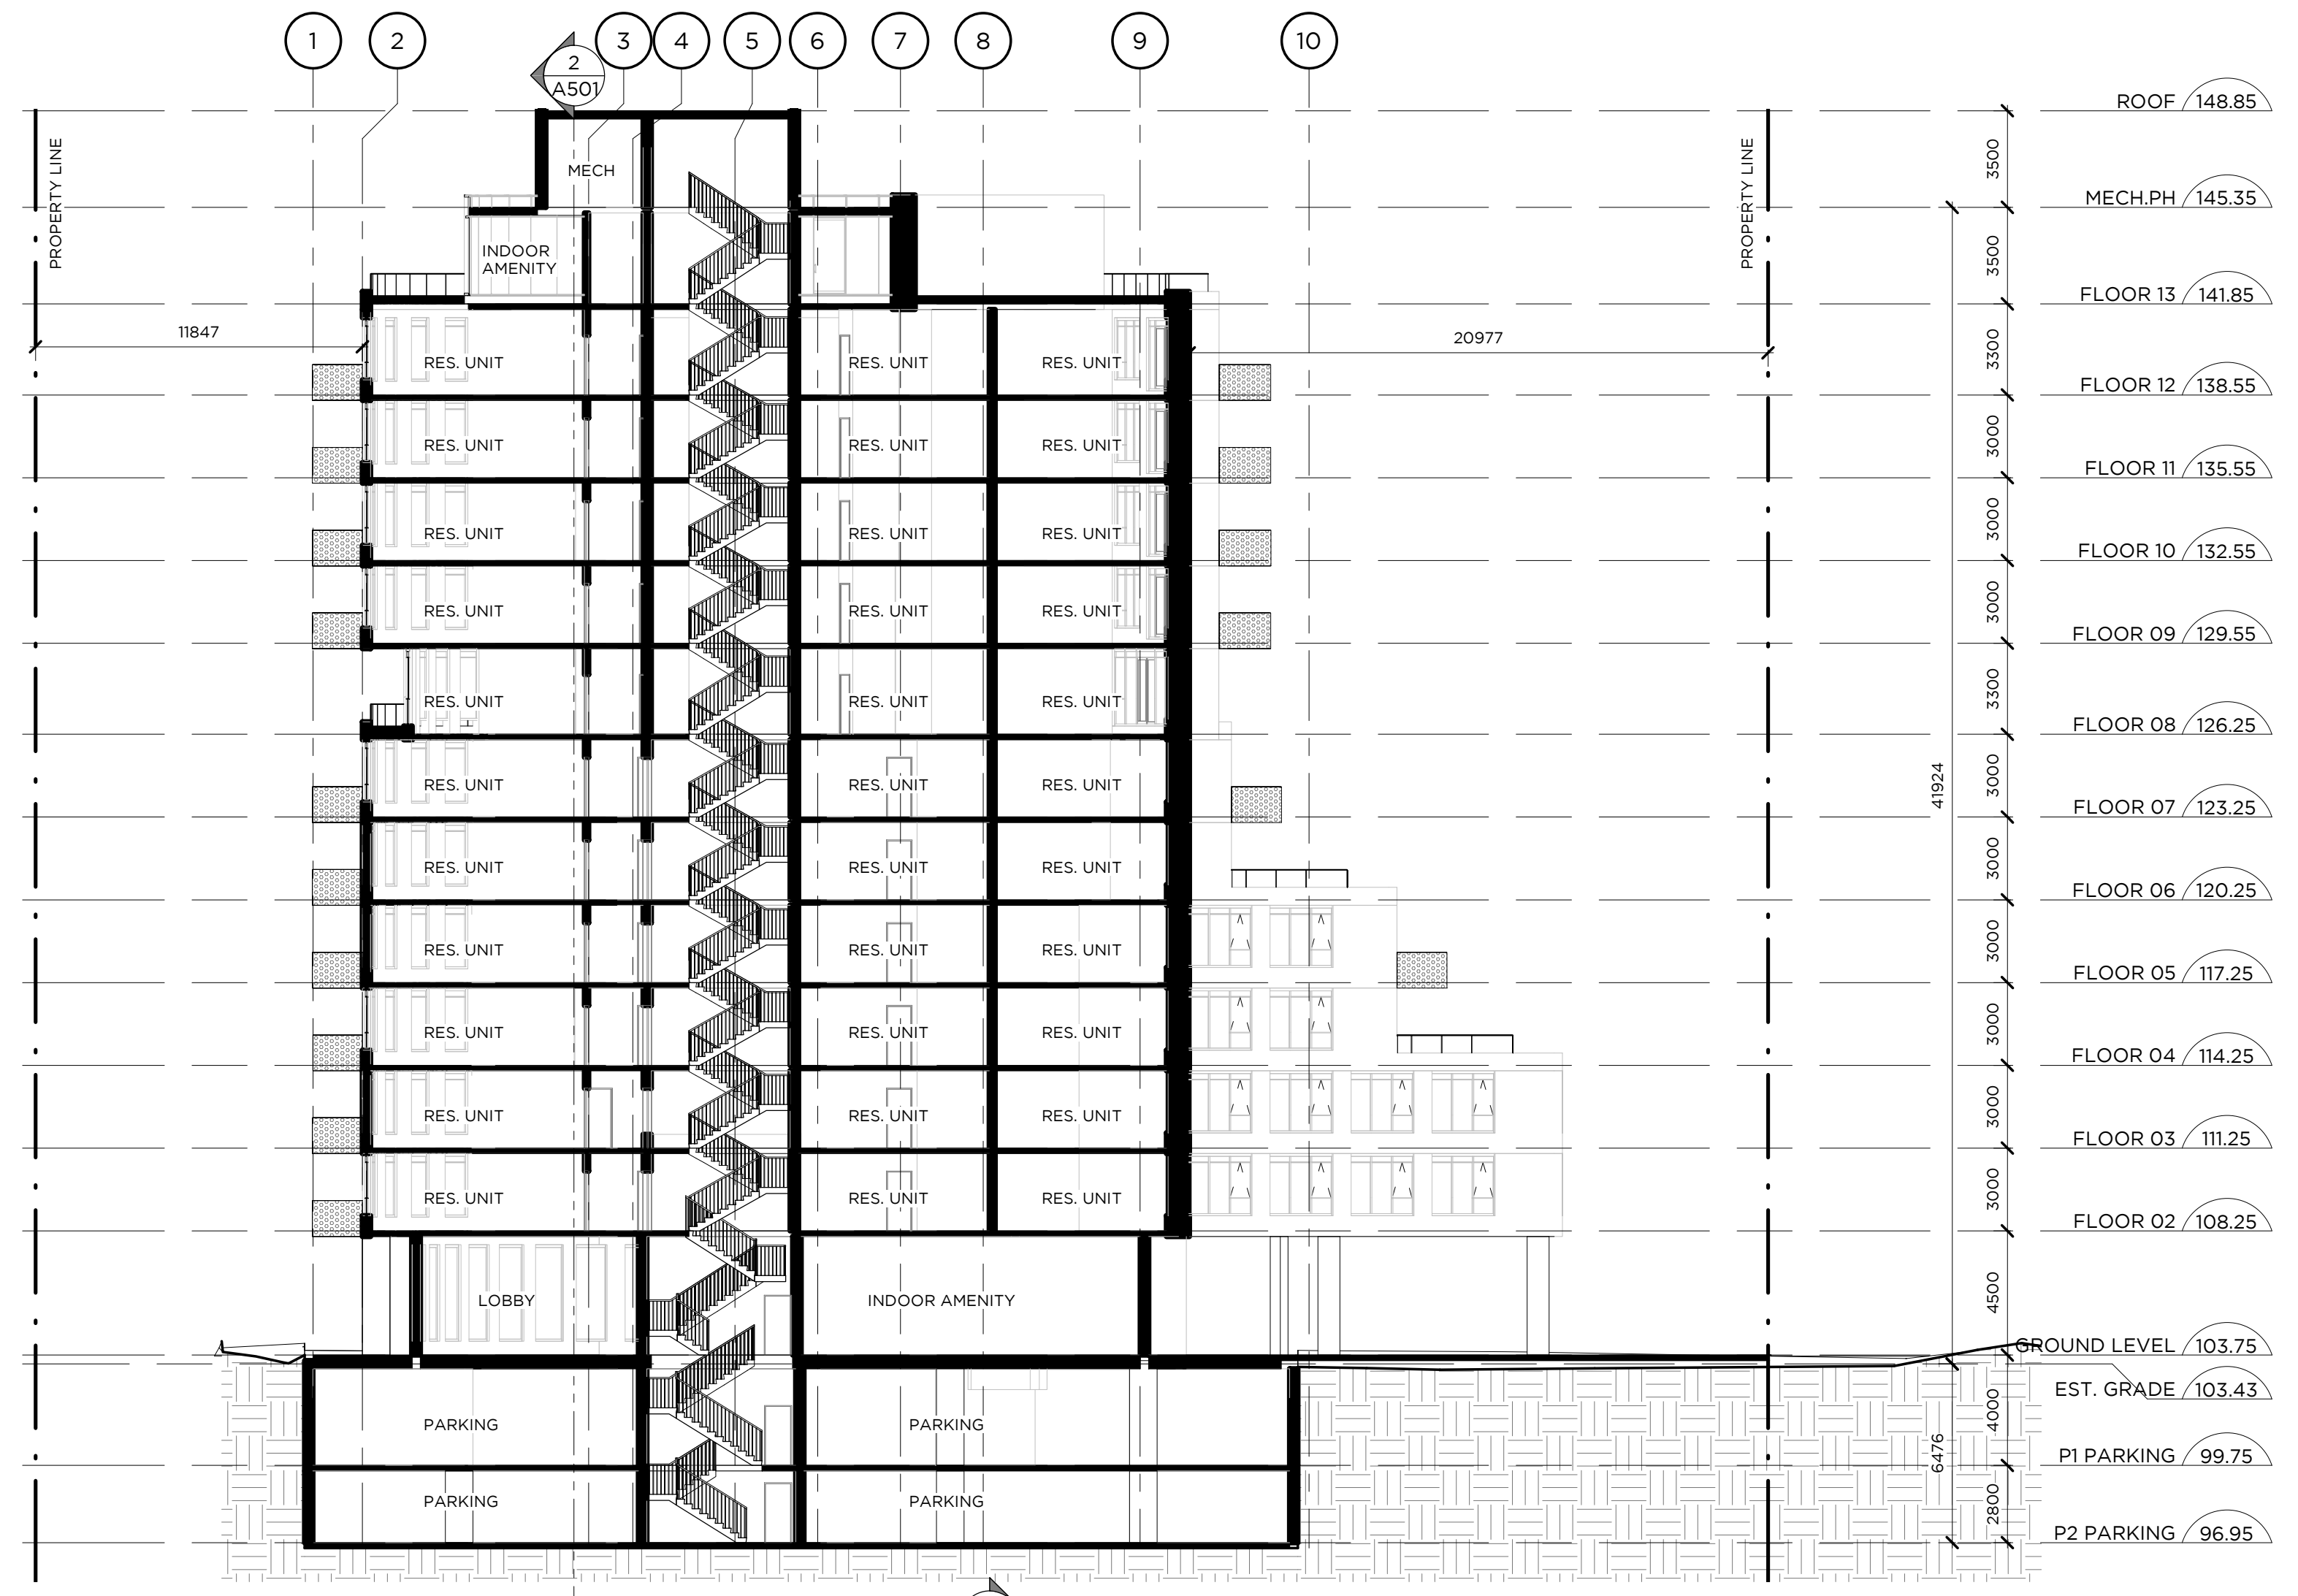 1 2 3 4 5 6 7 8 9 10
2
A501
ROOF 148.85
PROPERTY LINE
PROPERTY LINE
3500
MECH
MECH.PH 145.35
INDOOR
AMENITY
3500
FLOOR 13 141.85
11847
20977
RES. UNIT RES. UNIT RES. UNIT
3300
FLOOR 12 138.55
RES. UNIT RES. UNIT RES. UNIT
3000
FLOOR 11 135.55
RES. UNIT RES. UNIT RES. UNIT
3000
FLOOR 10 132.55
RES. UNIT RES. UNIT RES. UNIT
3000
FLOOR 09 129.55
RES. UNIT RES. UNIT RES. UNIT
3300
FLOOR 08 126.25
RES. UNIT RES. UNIT RES. UNIT
41924
3000
FLOOR 07 123.25
RES. UNIT RES. UNIT RES. UNIT
3000
FLOOR 06 120.25
RES. UNIT RES. UNIT RES. UNIT
3000
FLOOR 05 117.25
RES. UNIT RES. UNIT RES. UNIT
3000
FLOOR 04 114.25
RES. UNIT RES. UNIT RES. UNIT
3000
FLOOR 03 111.25
RES. UNIT RES. UNIT RES. UNIT
3000
FLOOR 02 108.25
LOBBY INDOOR AMENITY
4500
GROUND LEVEL 103.75
EST. GRADE 103.43
4000
PARKING PARKING
6476
P1 PARKING 99.75
PARKING PARKING
2800
P2 PARKING 96.95